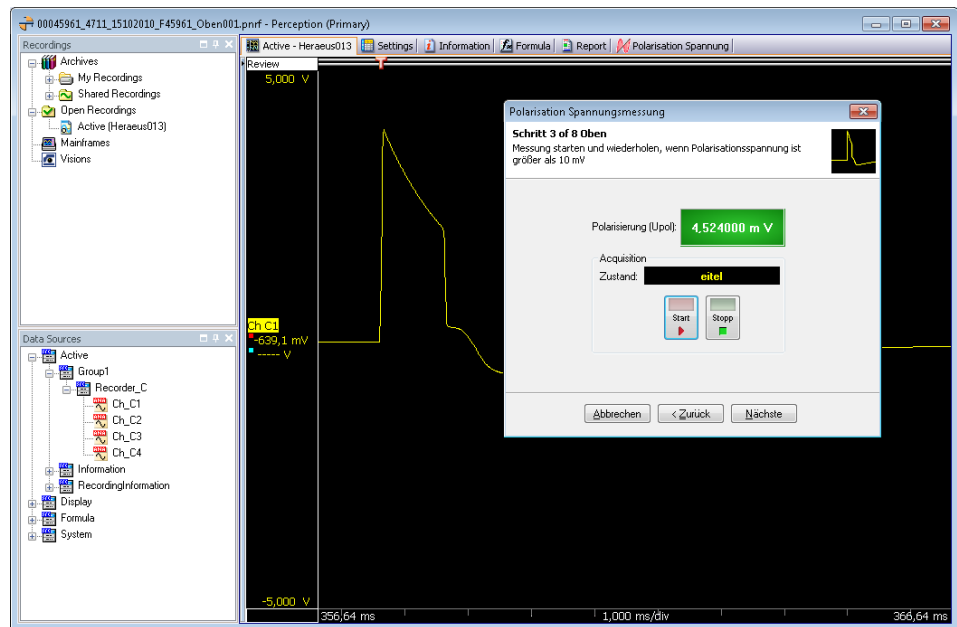 00045961_4711_15102010_F45961_Oben001.pnrf - Perception (Primary)
Recordings
Archives
My Recordings
Shared Recordings
Open Recordings
Active (Heraeus013)
Mainframes
Visions
Data Sources
Active
Group1
Recorder_C
Ch_C1
Ch_C2
Ch_C3
Ch_C4
Information
RecordingInformation
Display
Formula
System
Active - Heraeus013 Settings Information Formula Report Polarisation Spannung
Review
5,000 V
Ch C1
-639,1 mV
----- V
-5,000 V
356,64 ms 1,000 ms/div 366,64 ms
Polarisation Spannungsmessung
Schritt 3 of 8 Oben
Messung starten und wiederholen, wenn Polarisationsspannung ist
größer als 10 mV
Polarisierung (Upol): 4,524000 m V
Acquisition
Zustand: eitel
Start Stopp
Abbrechen < Zurück Nächste